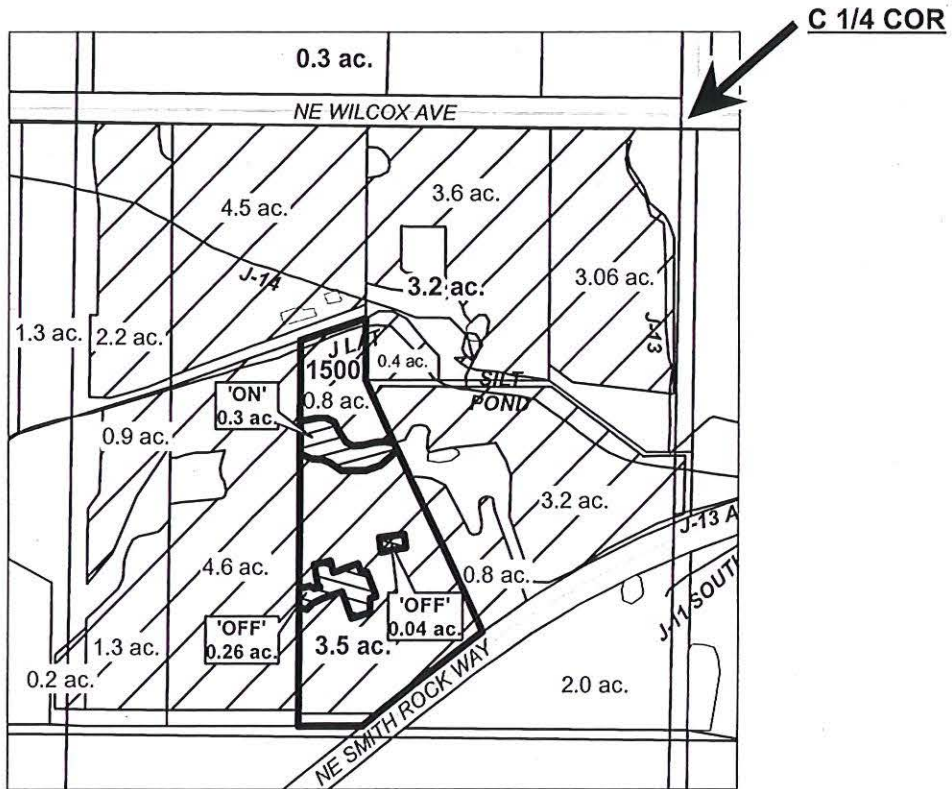 C 1/4 COR
0.3 ac.
NE WILCOX AVE
4.5 ac.
3.6 ac.
J-14
3.2 ac.
3.06 ac.
J-13
1.3 ac.
2.2 ac.
J LAT
1500
0.4 ac.
0.8 ac.
SILT
POND
'ON'
0.3 ac.
0.9 ac.
3.2 ac.
J-13 A
4.6 ac.
0.8 ac.
'OFF'
0.04 ac.
'OFF'
0.26 ac.
J-11 SOUTH
1.3 ac.
3.5 ac.
0.2 ac.
2.0 ac.
NE SMITH ROCK WAY